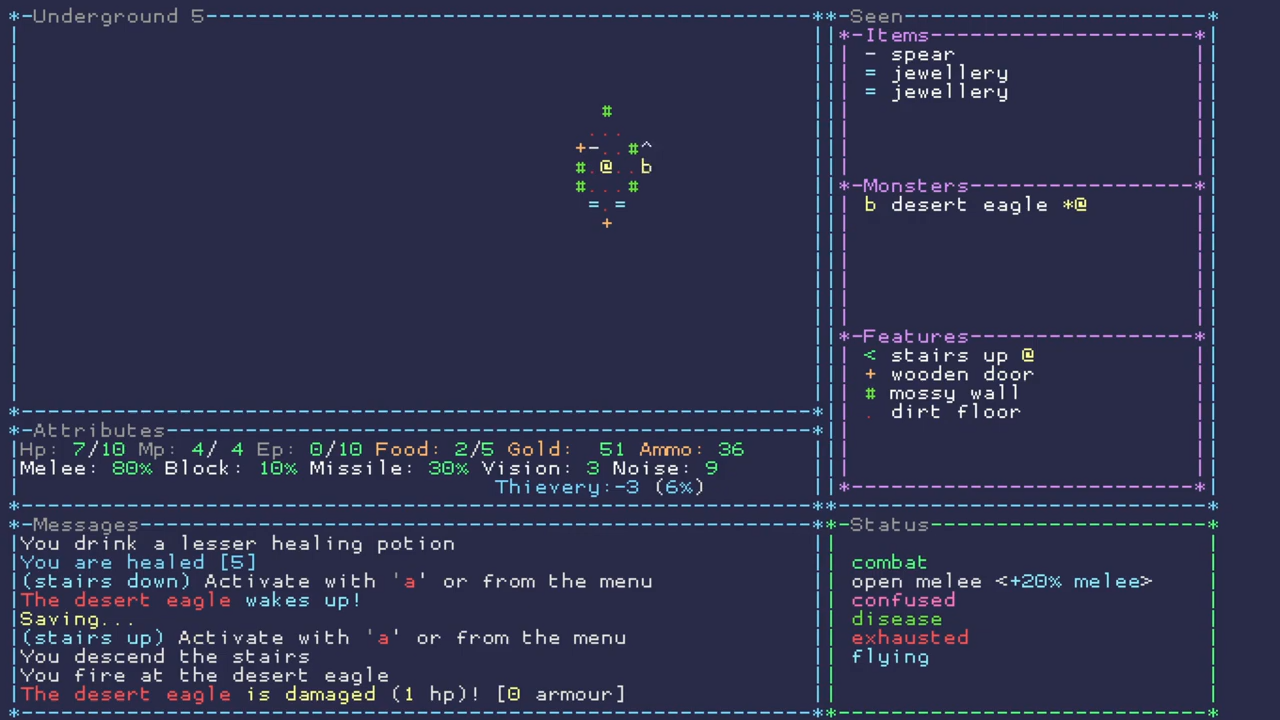 Underground 5
#
. . .
+-..#^
#.@..b
#...#
=.=
+
Attributes
Hp: 7/10 Mp: 4/ 4 Ep: 0/10 Food: 2/5 Gold: 51 Ammo: 36
Melee: 80% Block: 10% Missile: 30% Vision: 3 Noise: 9
Thievery:-3 (6%)
Messages
You drink a lesser healing potion
You are healed [5]
(stairs down) Activate with 'a' or from the menu
The desert eagle wakes up!
Saving...
(stairs up) Activate with 'a' or from the menu
You descend the stairs
You fire at the desert eagle
The desert eagle is damaged (1 hp)! [0 armour]
Seen
Items
- spear
= jewellery
= jewellery
Monsters
b desert eagle *@
Features
< stairs up @
+ wooden door
# mossy wall
. dirt floor
Status
combat
open melee <+20% melee>
confused
disease
exhausted
flying